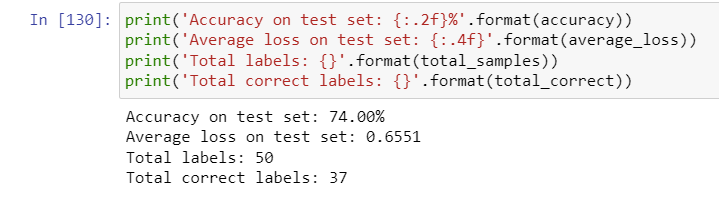 In [130]: print('Accuracy on test set: {:.2f}%'.format(accuracy))
print('Average loss on test set: {:.4f}'.format(average_loss))
print('Total labels: {}'.format(total_samples))
print('Total correct labels: {}'.format(total_correct))
Accuracy on test set: 74.00%
Average loss on test set: 0.6551
Total labels: 50
Total correct labels: 37